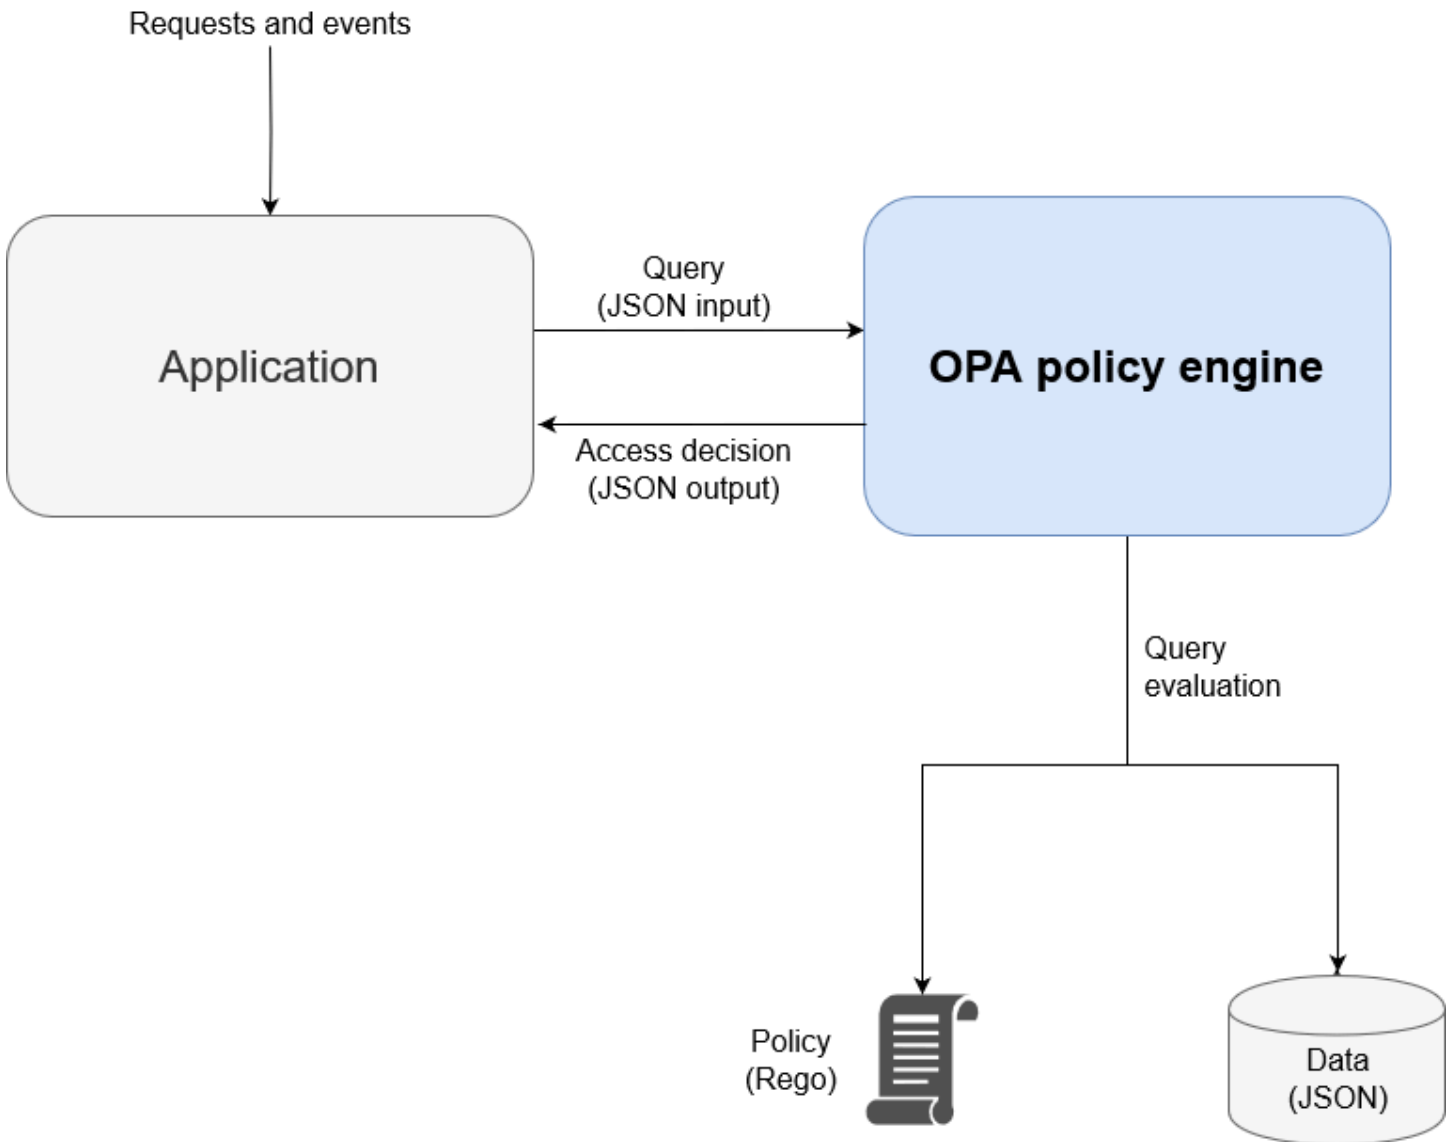 Requests and events
Application
Query
(JSON input)
OPA policy engine
Access decision
(JSON output)
Query
evaluation
Policy
(Rego)
Data
(JSON)